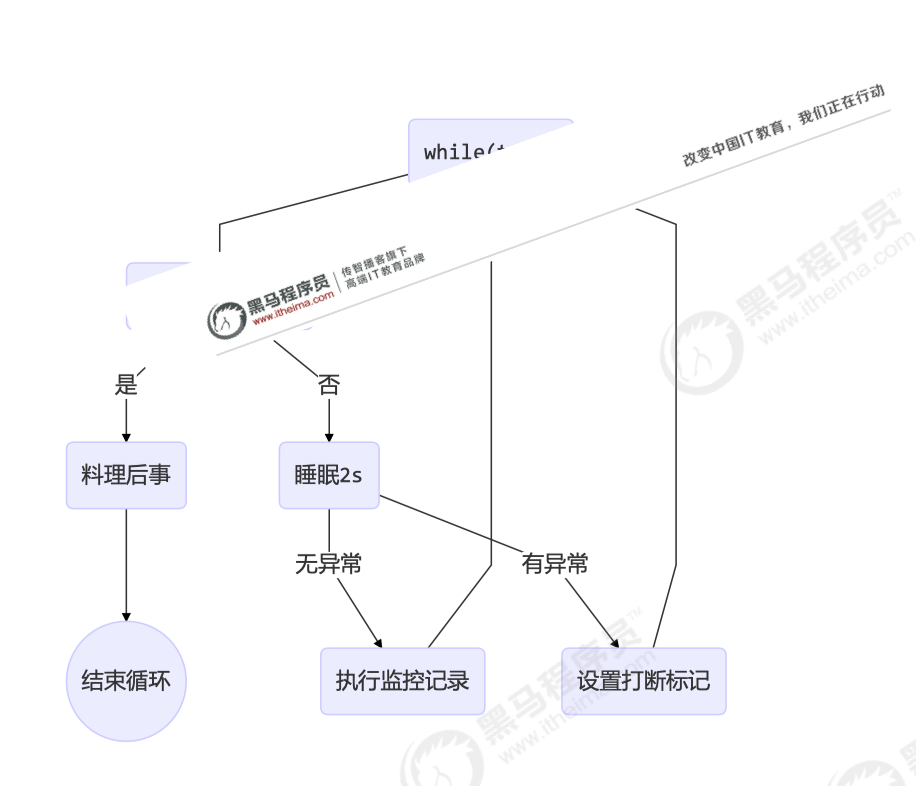 改变中国IT教育，我们正在行动
while(
传智播客旗下
高端IT教育品牌
黑马程序员
www.itheima.com
黑马程序员™
www.itheima.com
是
否
料理后事
睡眠2s
无异常
有异常
结束循环
执行监控记录
设置打断标记
黑马程序员™
www.itheima.com